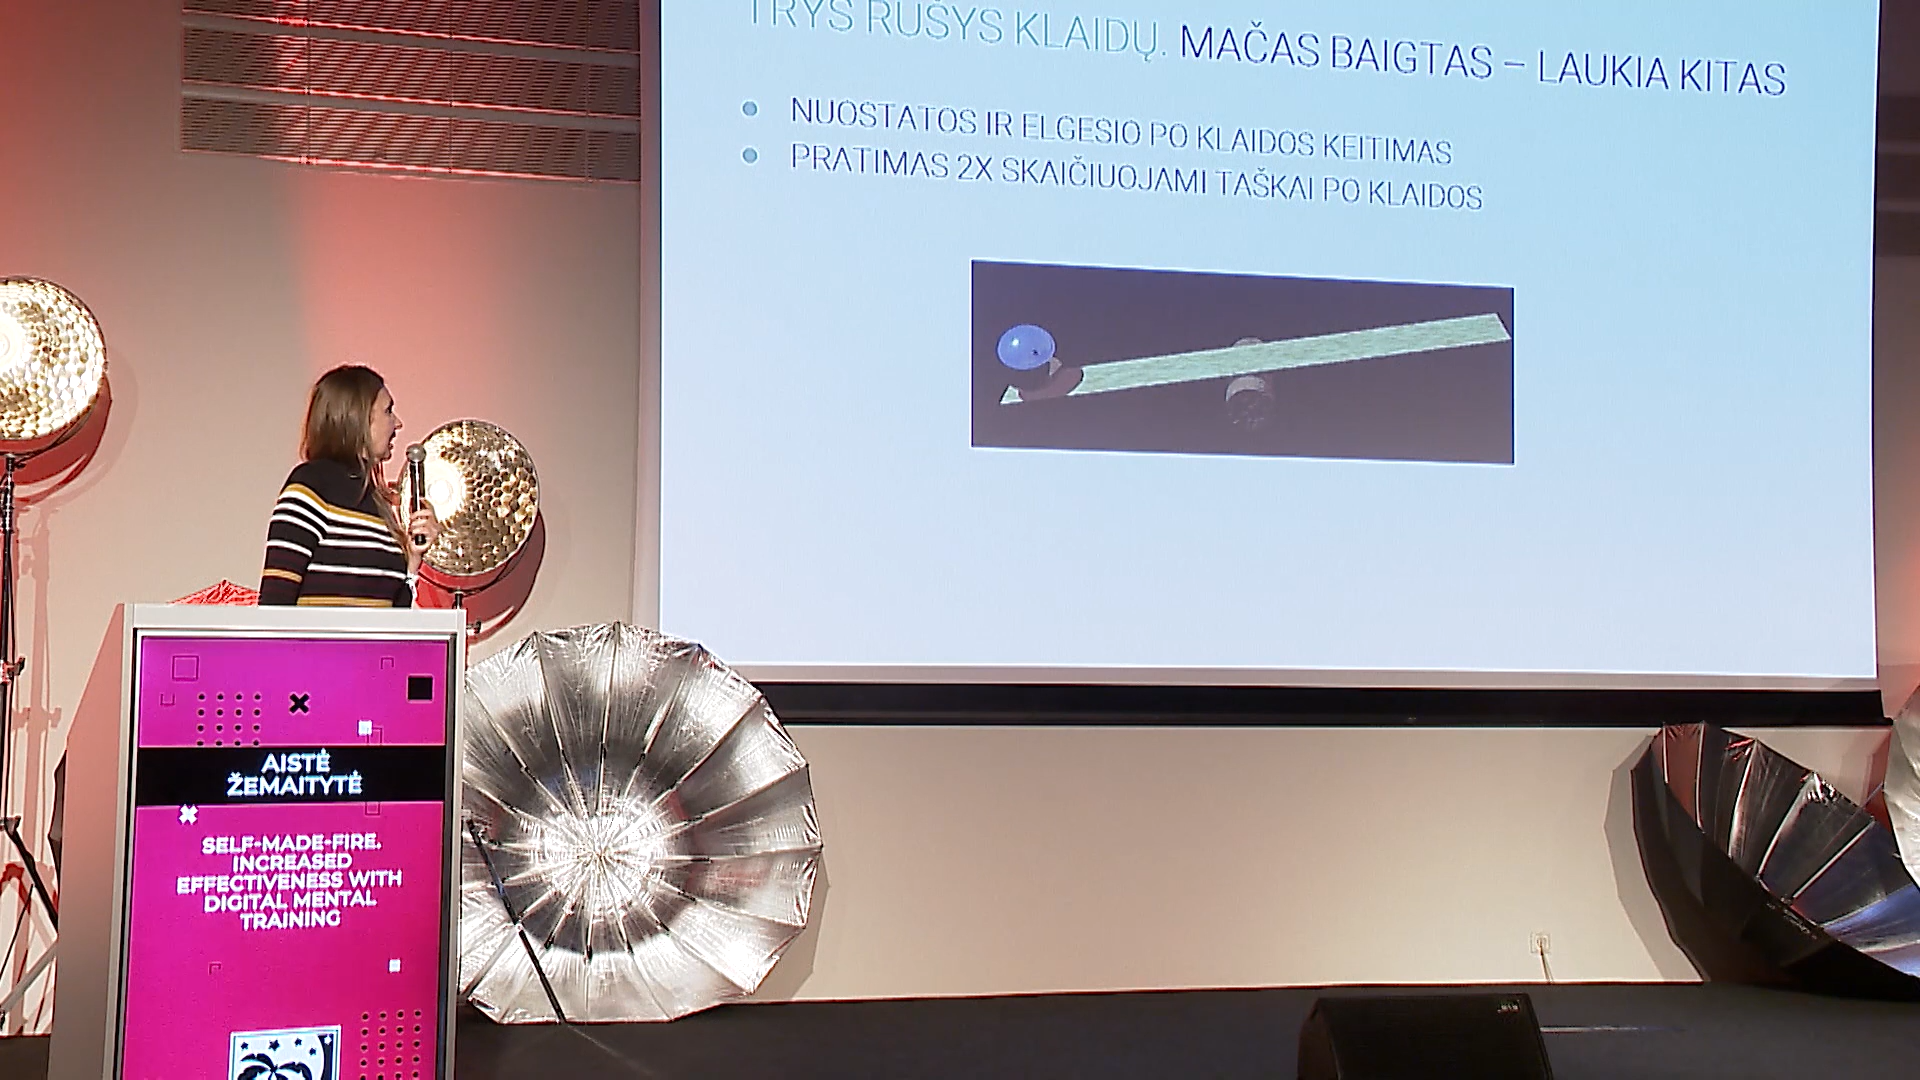 TRYS RŪŠYS KLAIDŲ. MAČAS BAIGTAS – LAUKIA KITAS
NUOSTATOS IR ELGESIO PO KLAIDOS KEITIMAS
PRATIMAS 2X SKAIČIUOJAMI TAŠKAI PO KLAIDOS
AISTĖ
ŽEMAITYTĖ
SELF-MADE-FIRE.
INCREASED
EFFECTIVENESS WITH
DIGITAL MENTAL
TRAINING